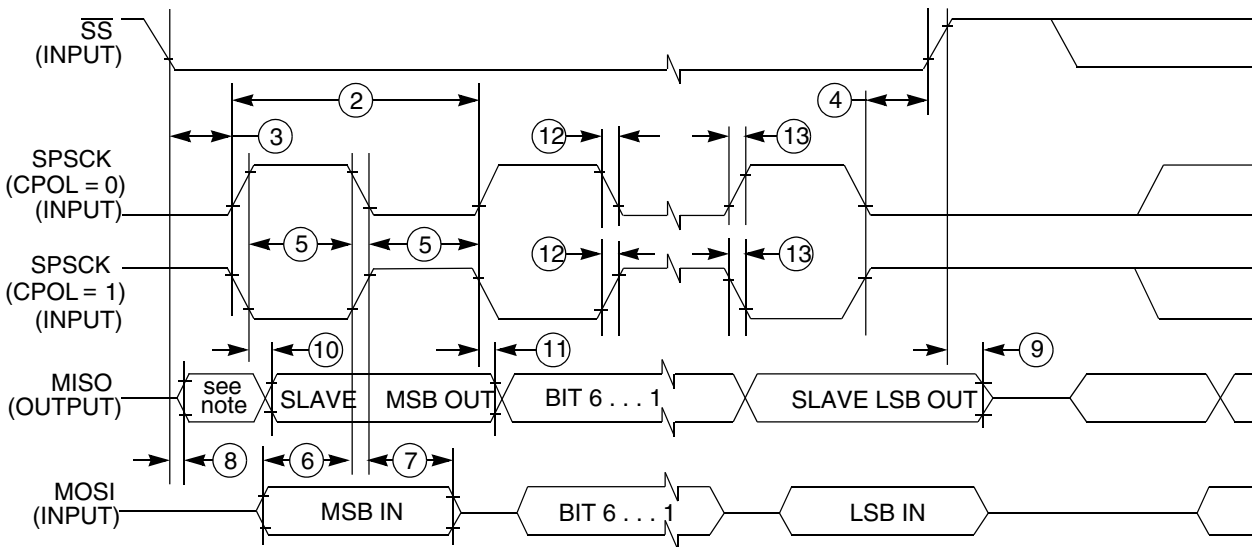 SS
(INPUT)
2
4
3
12
13
SPSCK
(CPOL = 0)
(INPUT)
5
5
12
13
SPSCK
(CPOL = 1)
(INPUT)
10
11
9
MISO
(OUTPUT)
see
note
SLAVE MSB OUT
BIT 6 . . . 1
SLAVE LSB OUT
8
6
7
MOSI
(INPUT)
MSB IN
BIT 6 . . . 1
LSB IN